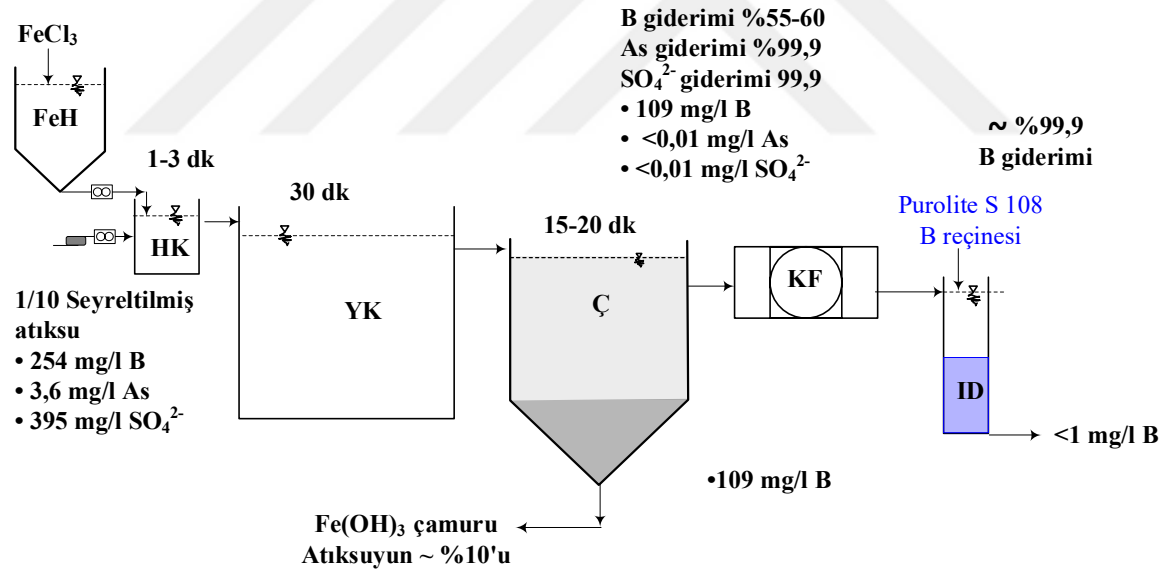 FeCl₃
FeH
1-3 dk
HK
1/10 Seyreltilmiş
atıksu
• 254 mg/l B
• 3,6 mg/l As
• 395 mg/l SO₄²⁻
30 dk
YK
15-20 dk
Ç
Fe(OH)₃ çamuru
Atıksuyun ~ %10'u
B giderimi %55-60
As giderimi %99,9
SO₄²⁻ giderimi 99,9
• 109 mg/l B
• <0,01 mg/l As
• <0,01 mg/l SO₄²⁻
KF
•109 mg/l B
~ %99,9
B giderimi
Purolite S 108
B reçinesi
ID
<1 mg/l B